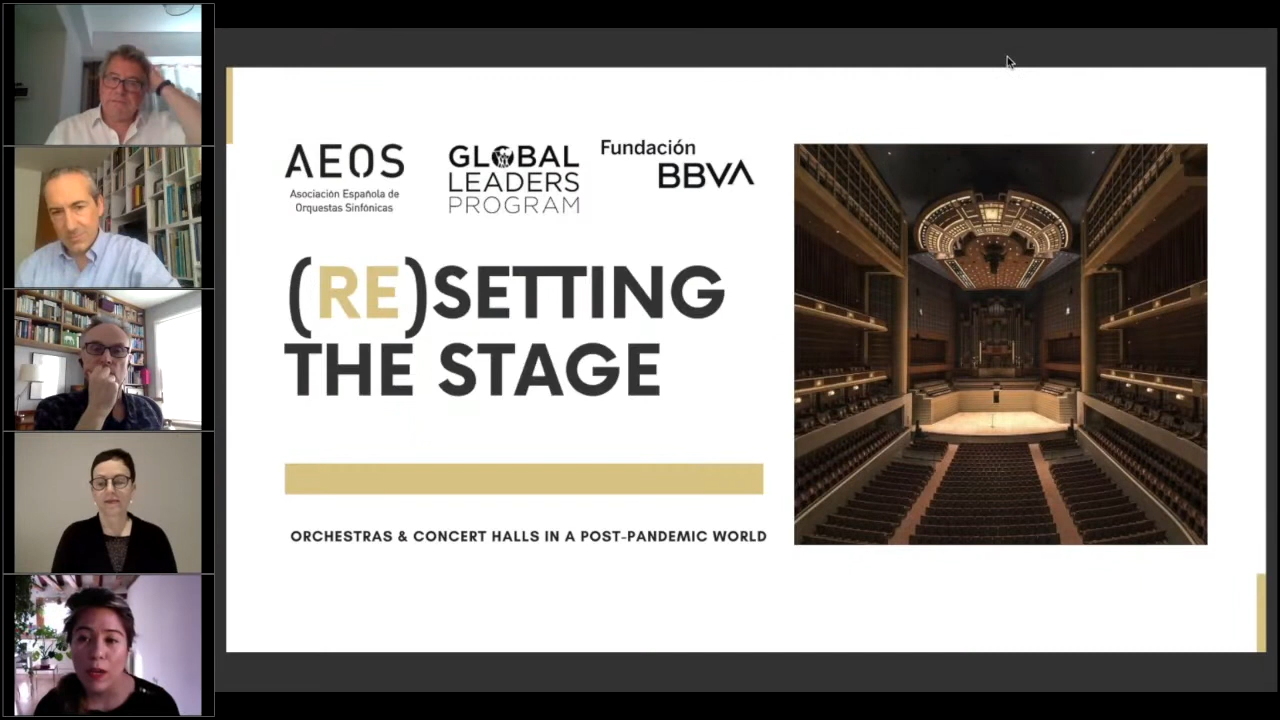 AEOS
Asociación Española de
Orquestas Sinfónicas
GLOBAL
LEADERS
PROGRAM
Fundación
BBVA
(RE)SETTING
THE STAGE
ORCHESTRAS & CONCERT HALLS IN A POST-PANDEMIC WORLD